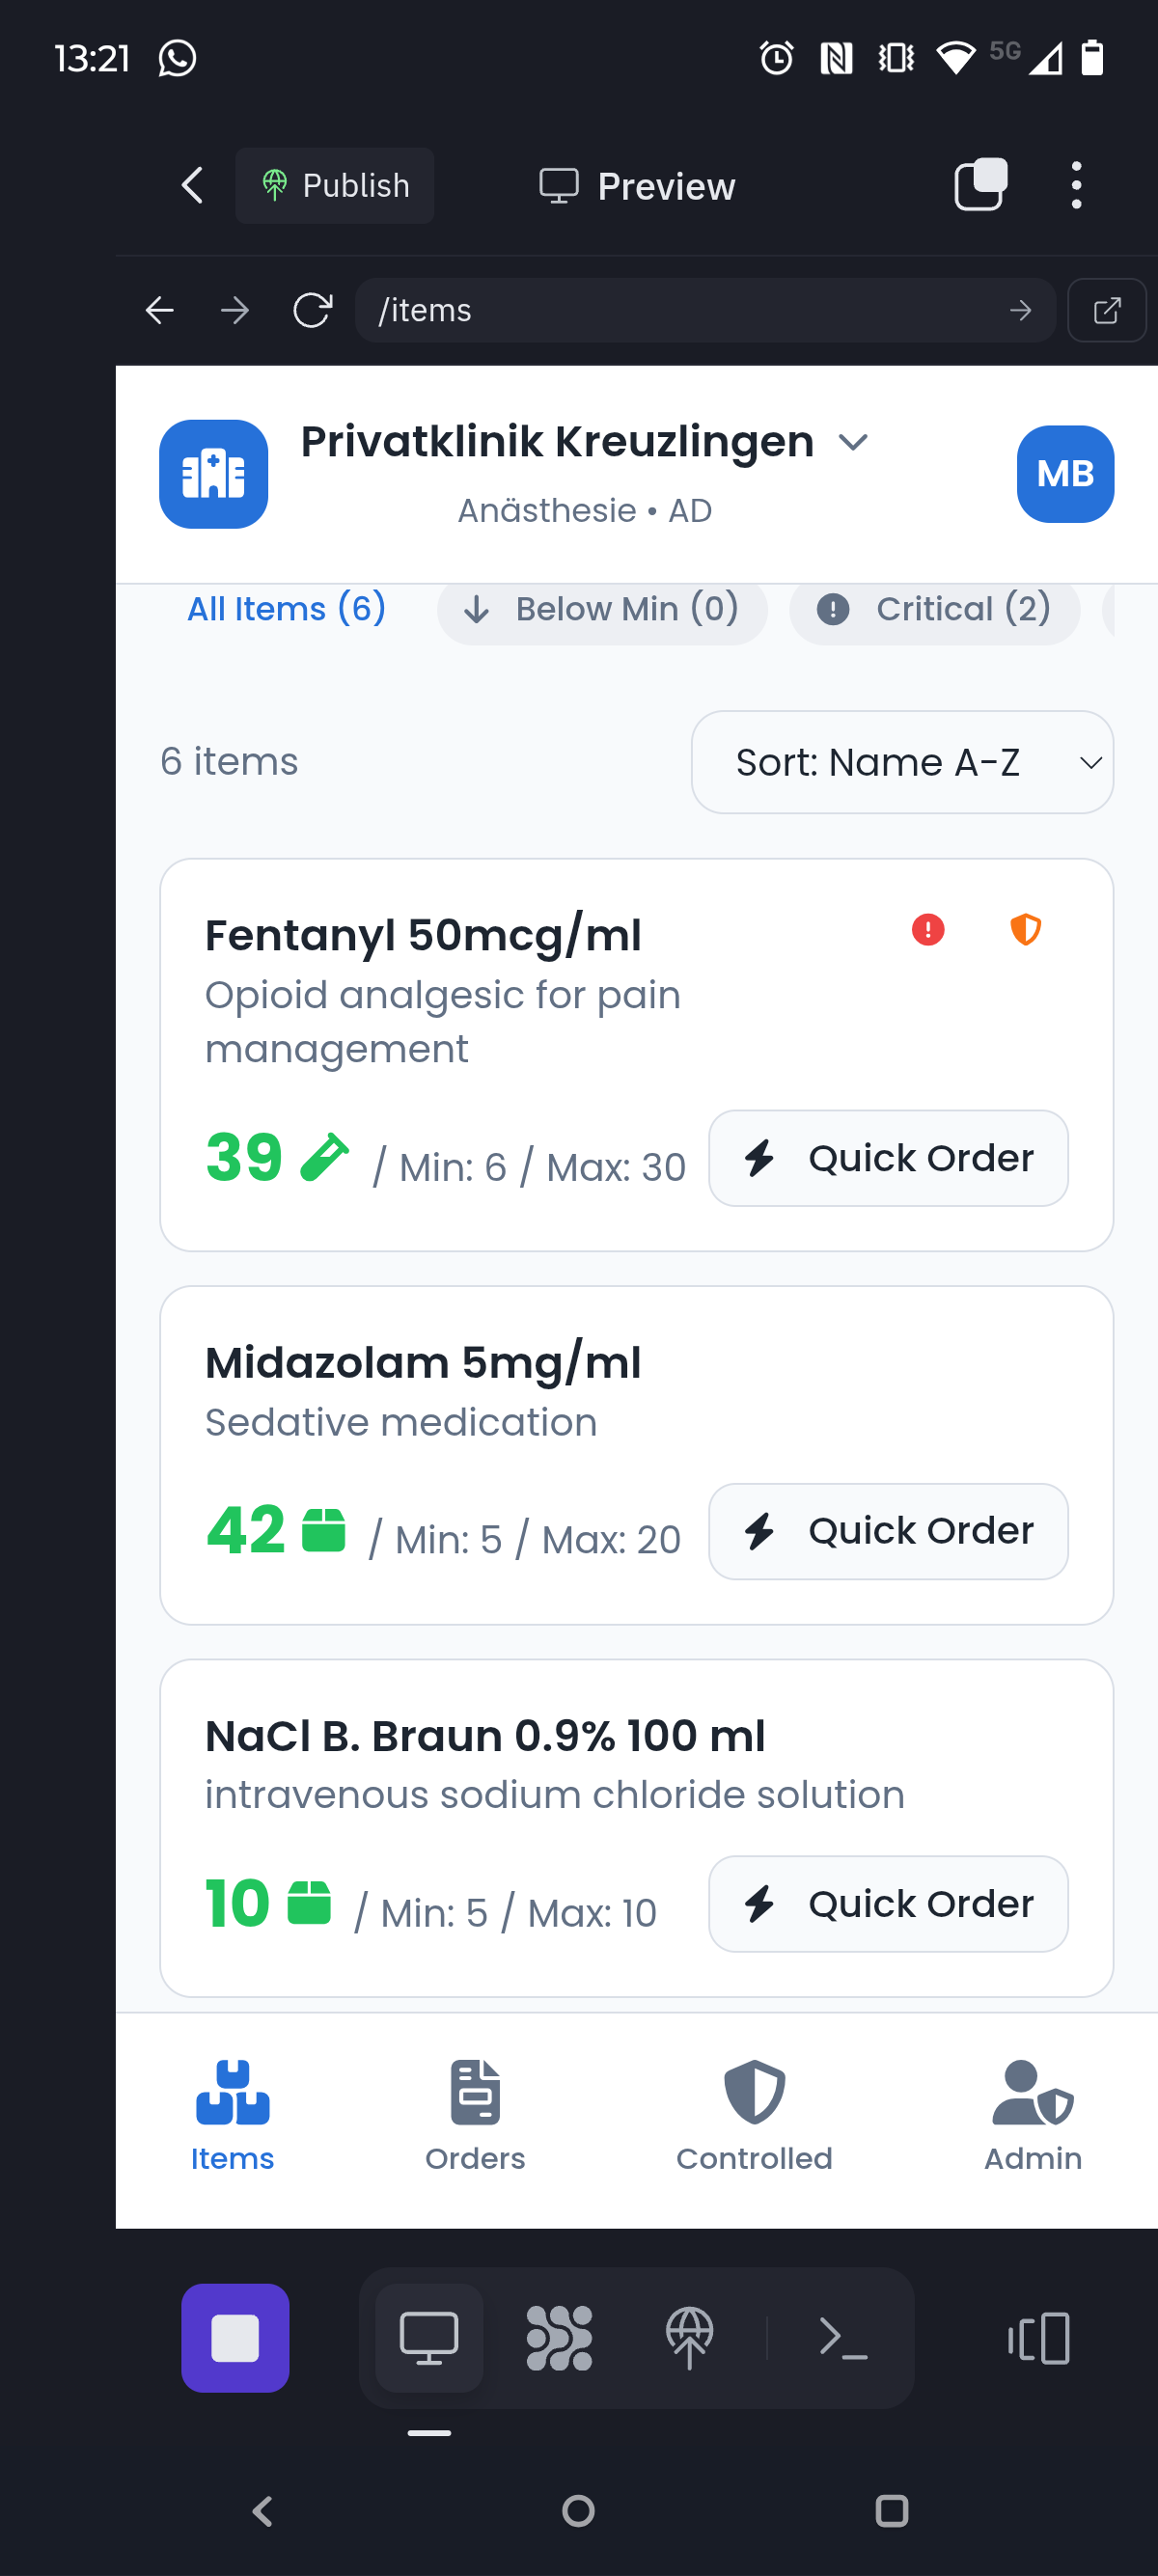 13:21
5G
Publish
Preview
/items
Privatklinik Kreuzlingen
Anästhesie • AD
MB
All Items (6)
Below Min (0)
Critical (2)
6 items
Sort: Name A-Z
Fentanyl 50mcg/ml
Opioid analgesic for pain
management
39 / Min: 6 / Max: 30
Quick Order
Midazolam 5mg/ml
Sedative medication
42 / Min: 5 / Max: 20
Quick Order
NaCl B. Braun 0.9% 100 ml
intravenous sodium chloride solution
10 / Min: 5 / Max: 10
Quick Order
Items
Orders
Controlled
Admin